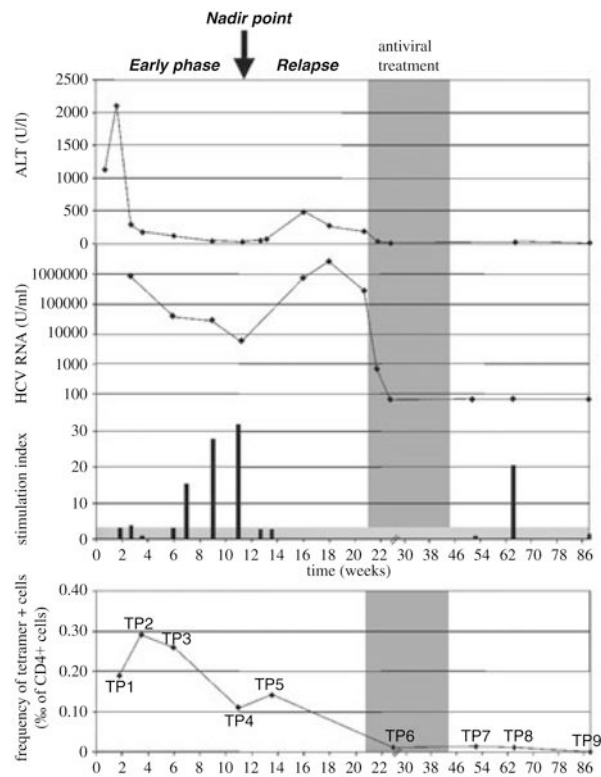 Nadir point
Early phase
Relapse
antiviral
treatment
ALT (U/l)
2500
2000
1500
1000
500
0
HCV RNA (U/ml)
1000000
100000
10000
1000
100
stimulation index
30
20
10
0
0 2 4 6 8 10 12 14 16 18 20 22 30 38 46 54 62 70 78 86
time (weeks)
frequency of tetramer + cells
(‰ of CD4+ cells)
0.40
0.30
0.20
0.10
0
TP1
TP2
TP3
TP4
TP5
TP6
TP7
TP8
TP9
0 2 4 6 8 10 12 14 16 18 20 22 30 38 46 54 62 70 78 86